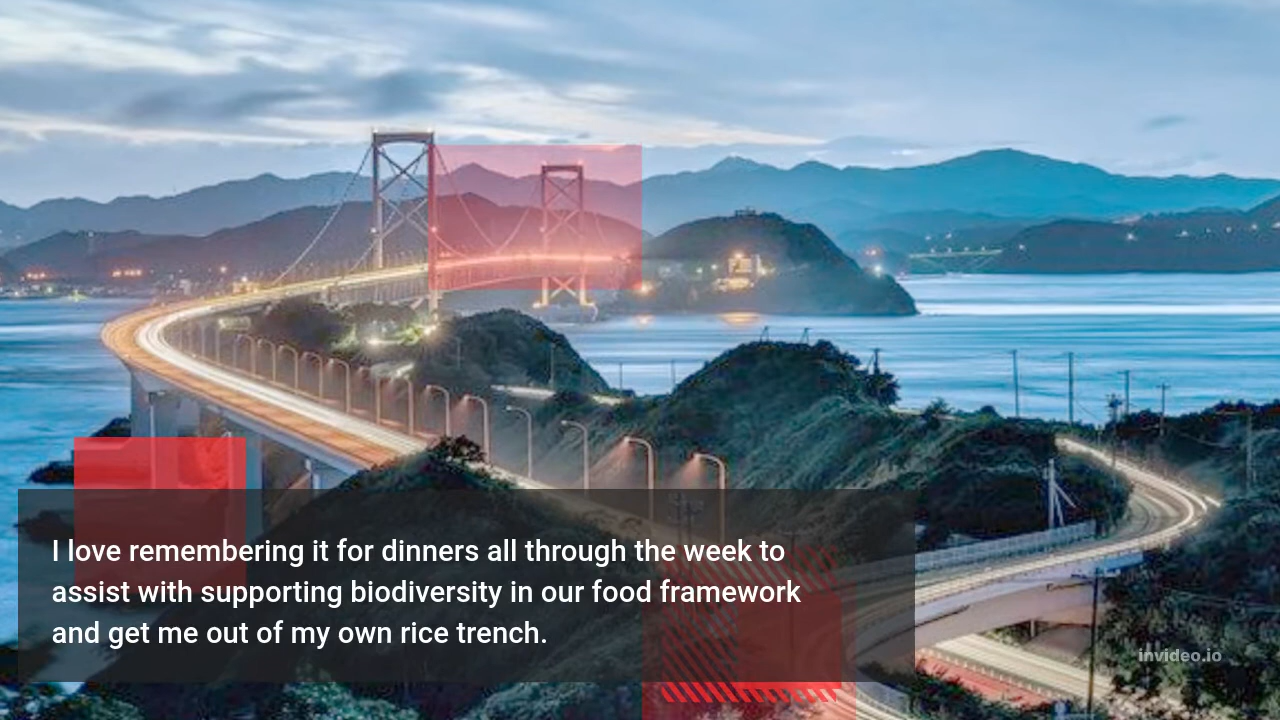 I love remembering it for dinners all through the week to
assist with supporting biodiversity in our food framework
and get me out of my own rice trench.
invideo.io